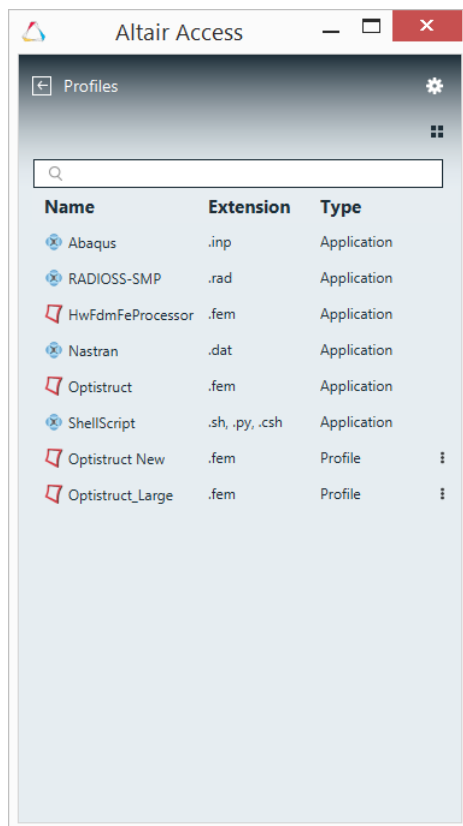 Altair Access
Profiles
Name Extension Type
Abaqus .inp Application
RADIOSS-SMP .rad Application
HwFdmFeProcessor .fem Application
Nastran .dat Application
Optistruct .fem Application
ShellScript .sh, .py, .csh Application
Optistruct New .fem Profile
Optistruct_Large .fem Profile